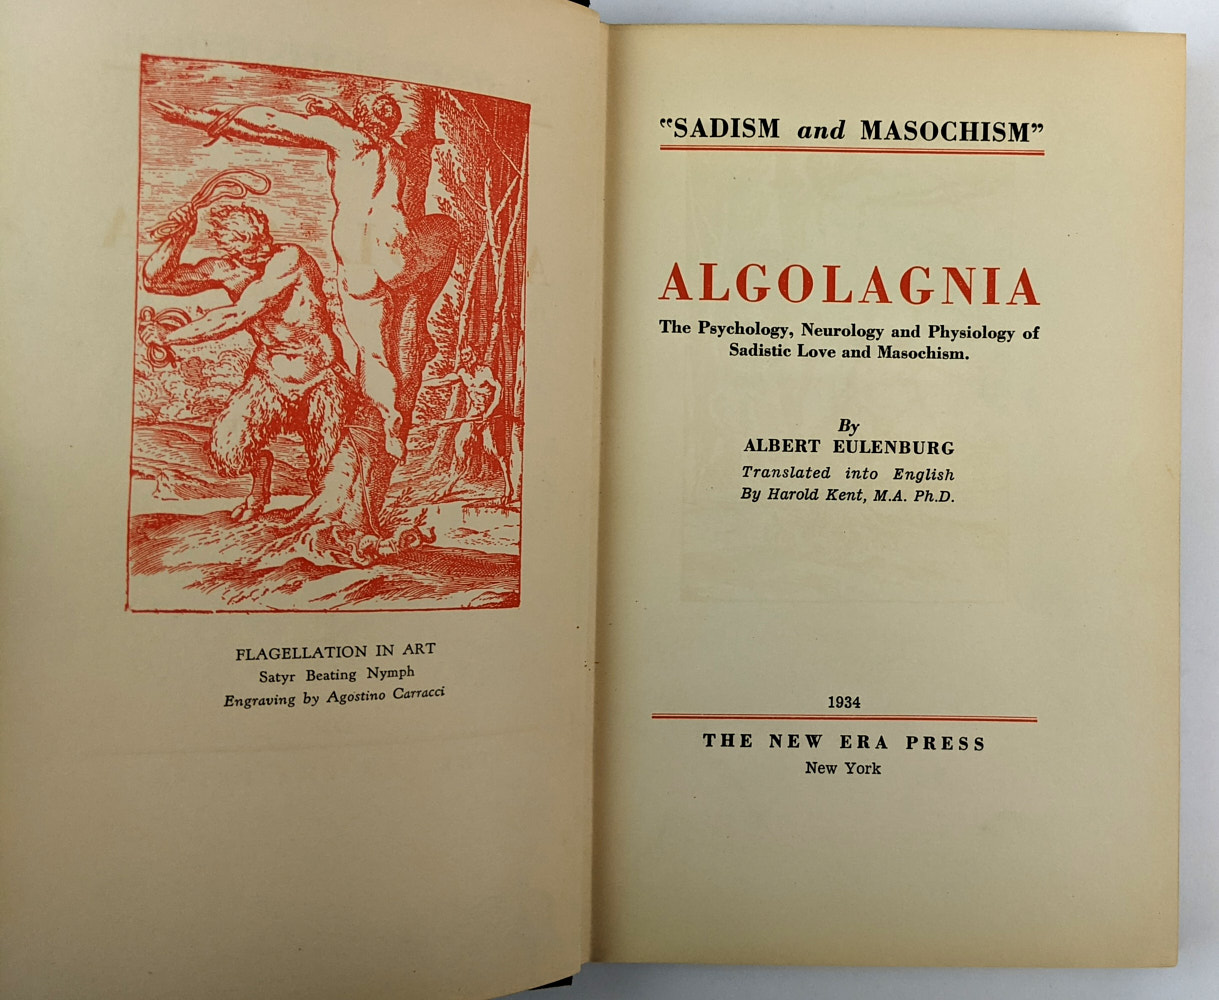 FLAGELLATION IN ART
Satyr Beating Nymph
Engraving by Agostino Carracci
"SADISM and MASOCHISM"
ALGOLAGNIA
The Psychology, Neurology and Physiology of
Sadistic Love and Masochism.
By
ALBERT EULENBURG
Translated into English
By Harold Kent, M.A. Ph.D.
1934
THE NEW ERA PRESS
New York